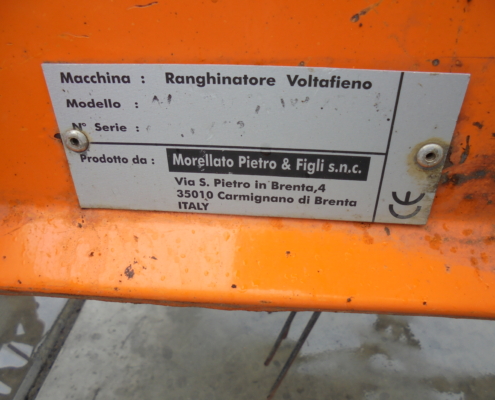 Macchina : Ranghinatore Voltafieno
Modello :
N° Serie :
Prodotto da : Morellato Pietro & Figli s.n.c.
Via S. Pietro in Brenta,4
35010 Carmignano di Brenta
ITALY
CE